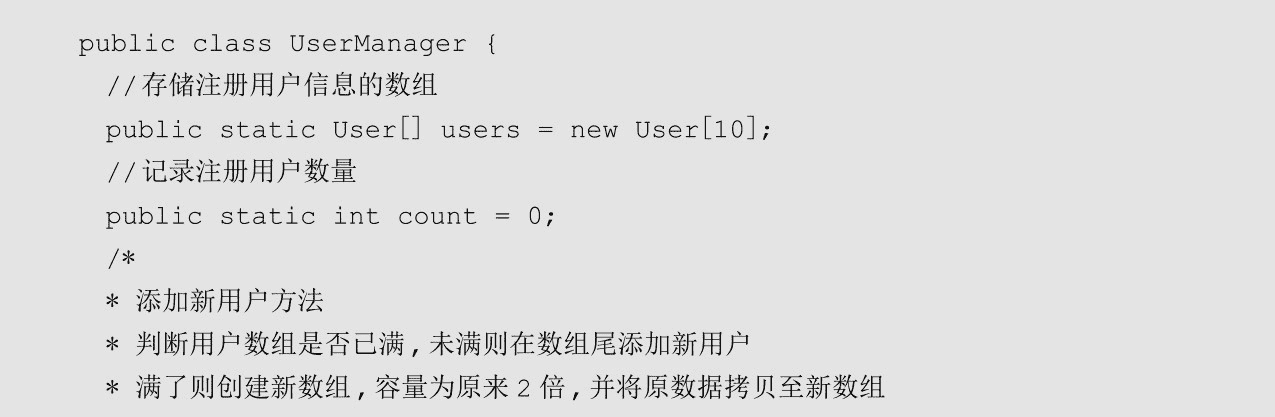 public class UserManager {
//存储注册用户信息的数组
public static User[] users = new User[10];
//记录注册用户数量
public static int count = 0;
/*
* 添加新用户方法
* 判断用户数组是否已满,未满则在数组尾添加新用户
* 满了则创建新数组,容量为原来 2 倍,并将原数据拷贝至新数组